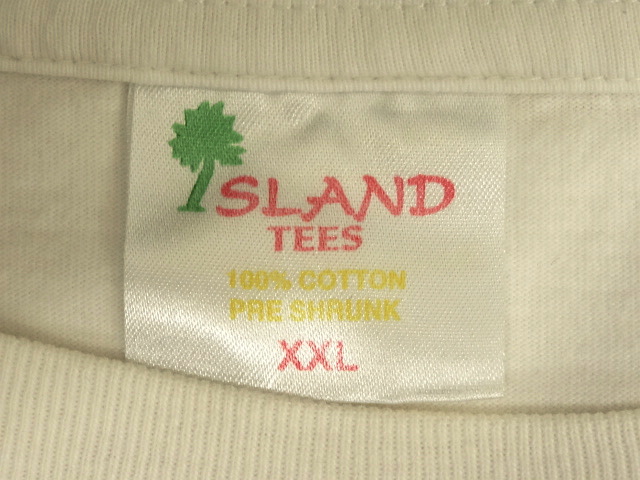 ISLAND
TEES
100% COTTON
PRE SHRUNK
XXL